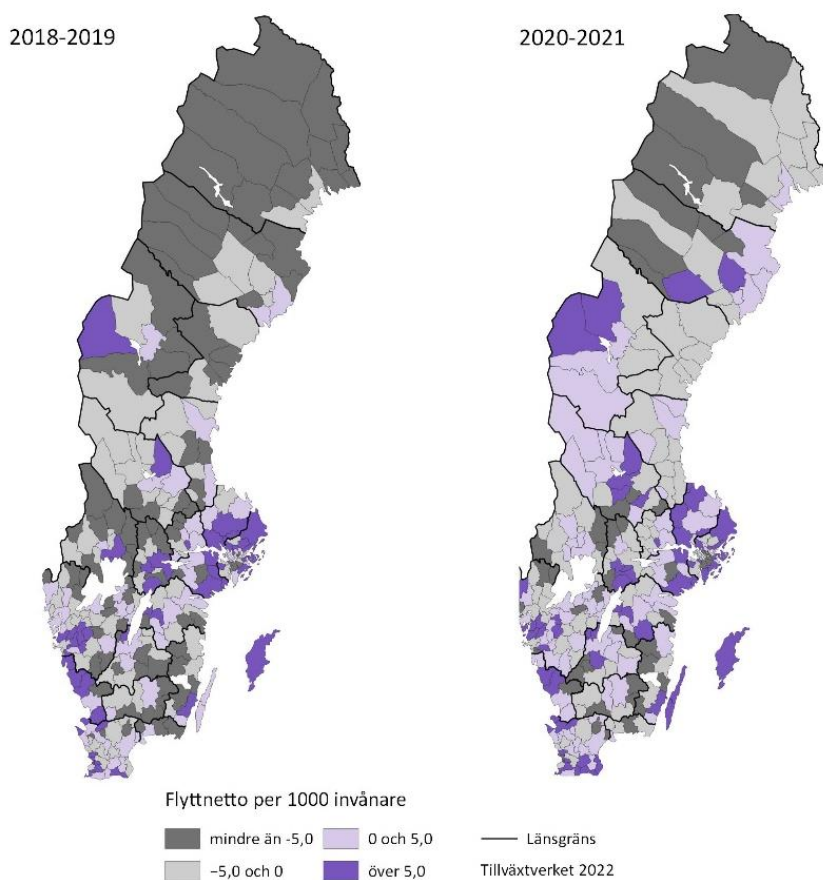 2018-2019
2020-2021
Flyttnetto per 1000 invånare
mindre än -5,0
0 och 5,0
Länsgräns
−5,0 och 0
över 5,0
Tillväxtverket 2022